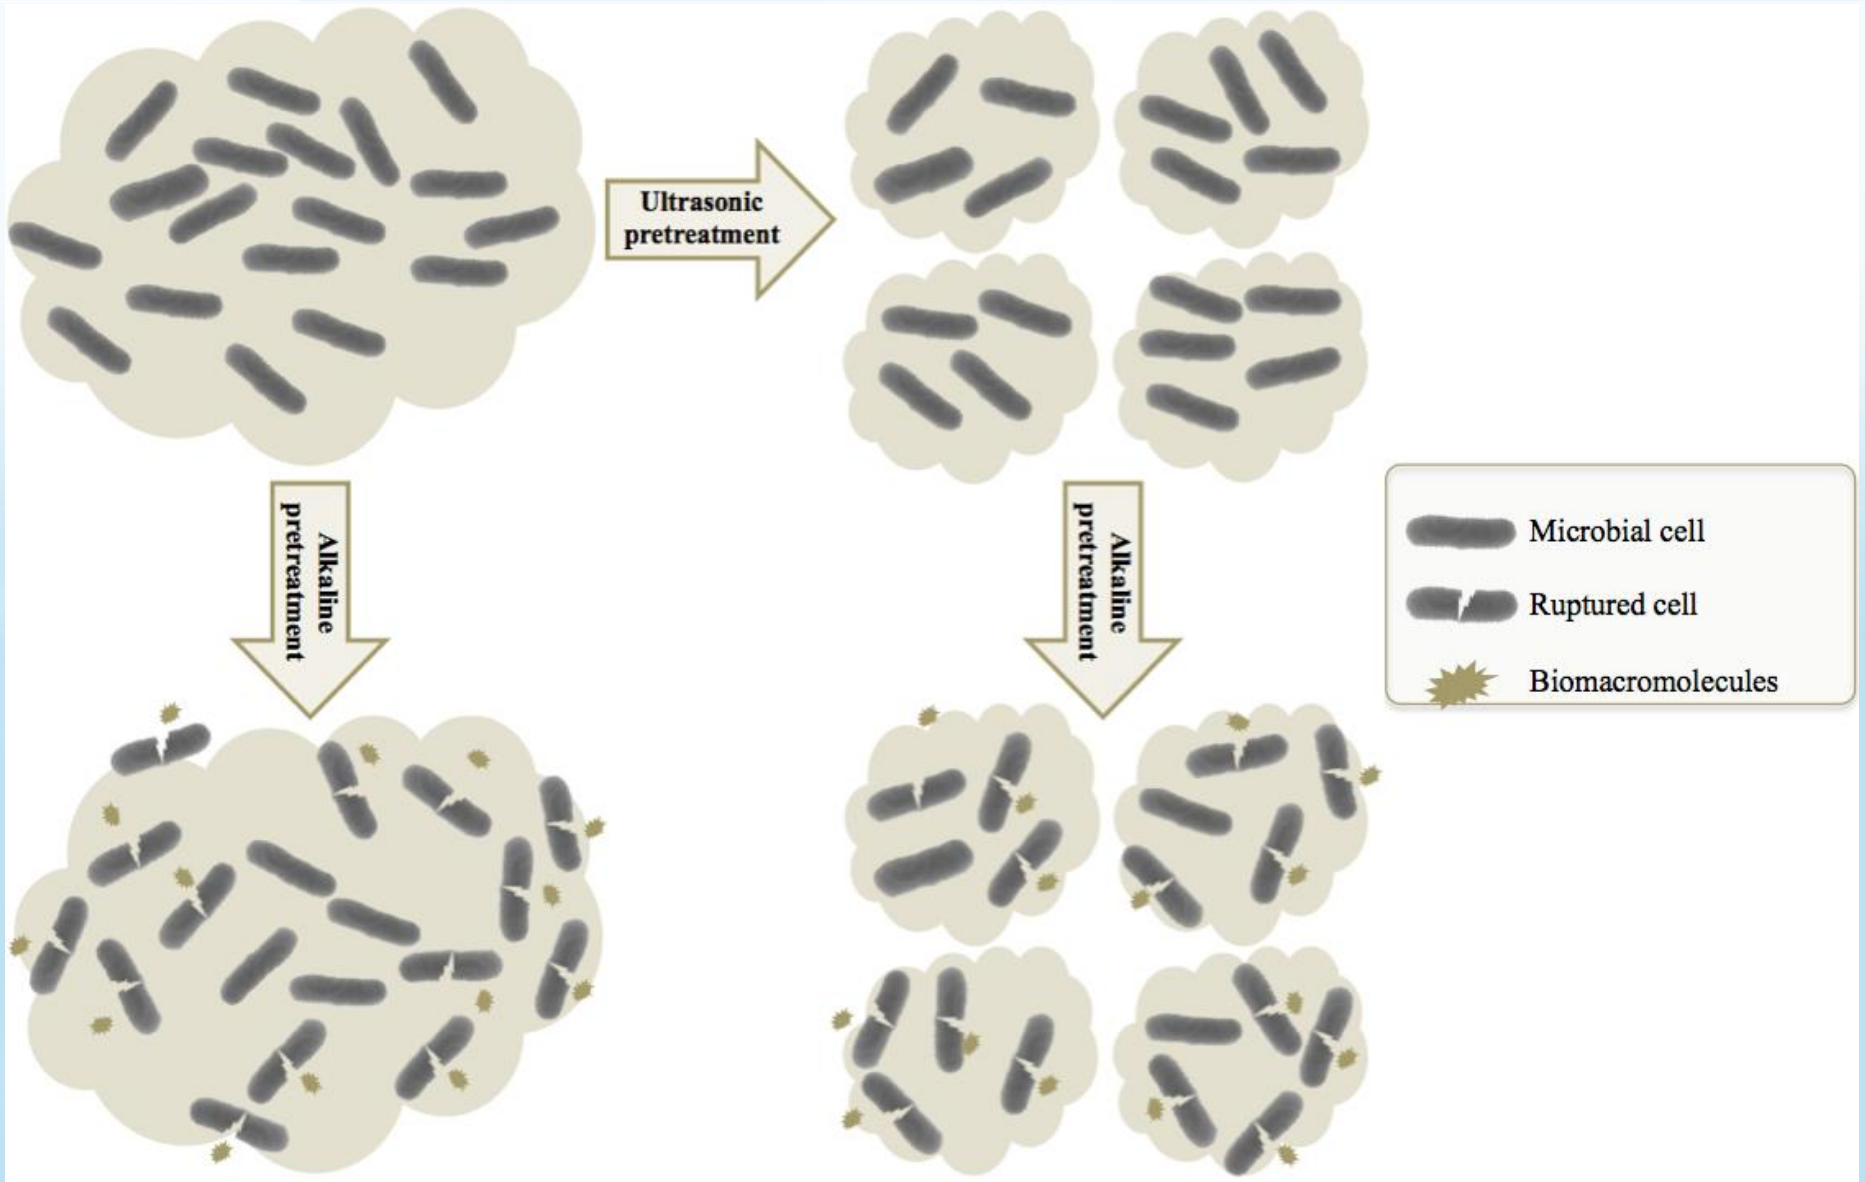 Ultrasonic
pretreatment
Alkaline
pretreatment
Alkaline
pretreatment
Microbial cell
Ruptured cell
Biomacromolecules